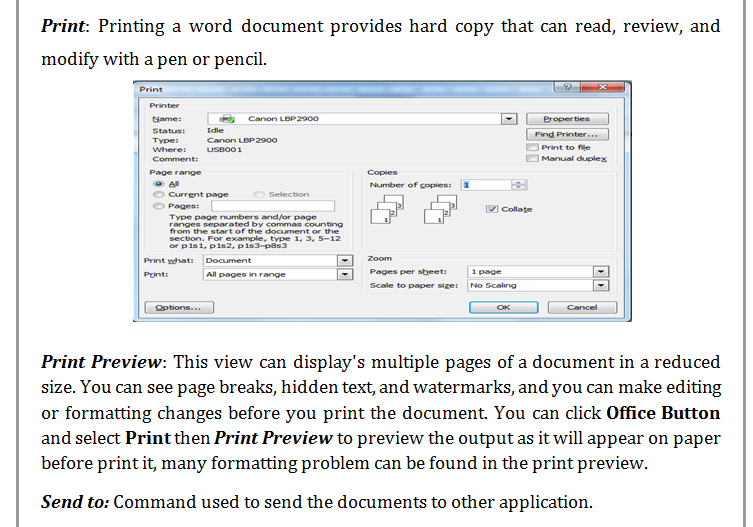 Print: Printing a word document provides hard copy that can read, review, and
modify with a pen or pencil.
Print
Printer
Name: Canon LBP2900 Properties
Status: Idle Find Printer...
Type: Canon LBP2900
Where: USB001 Print to file
Comment: Manual duplex
Page range Copies
All Number of copies: 1
Current page Selection
Pages:
Type page numbers and/or page
ranges separated by commas counting
from the start of the document or the
section. For example, type 1, 3, 5–12
or p1s1, p1s2, p1s3–p8s3
1 2 3 1 2 3 Collate
Print what: Document Zoom
Print: All pages in range Pages per sheet: 1 page
Scale to paper size: No Scaling
Options... OK Cancel
Print Preview: This view can display's multiple pages of a document in a reduced
size. You can see page breaks, hidden text, and watermarks, and you can make editing
or formatting changes before you print the document. You can click Office Button
and select Print then Print Preview to preview the output as it will appear on paper
before print it, many formatting problem can be found in the print preview.
Send to: Command used to send the documents to other application.